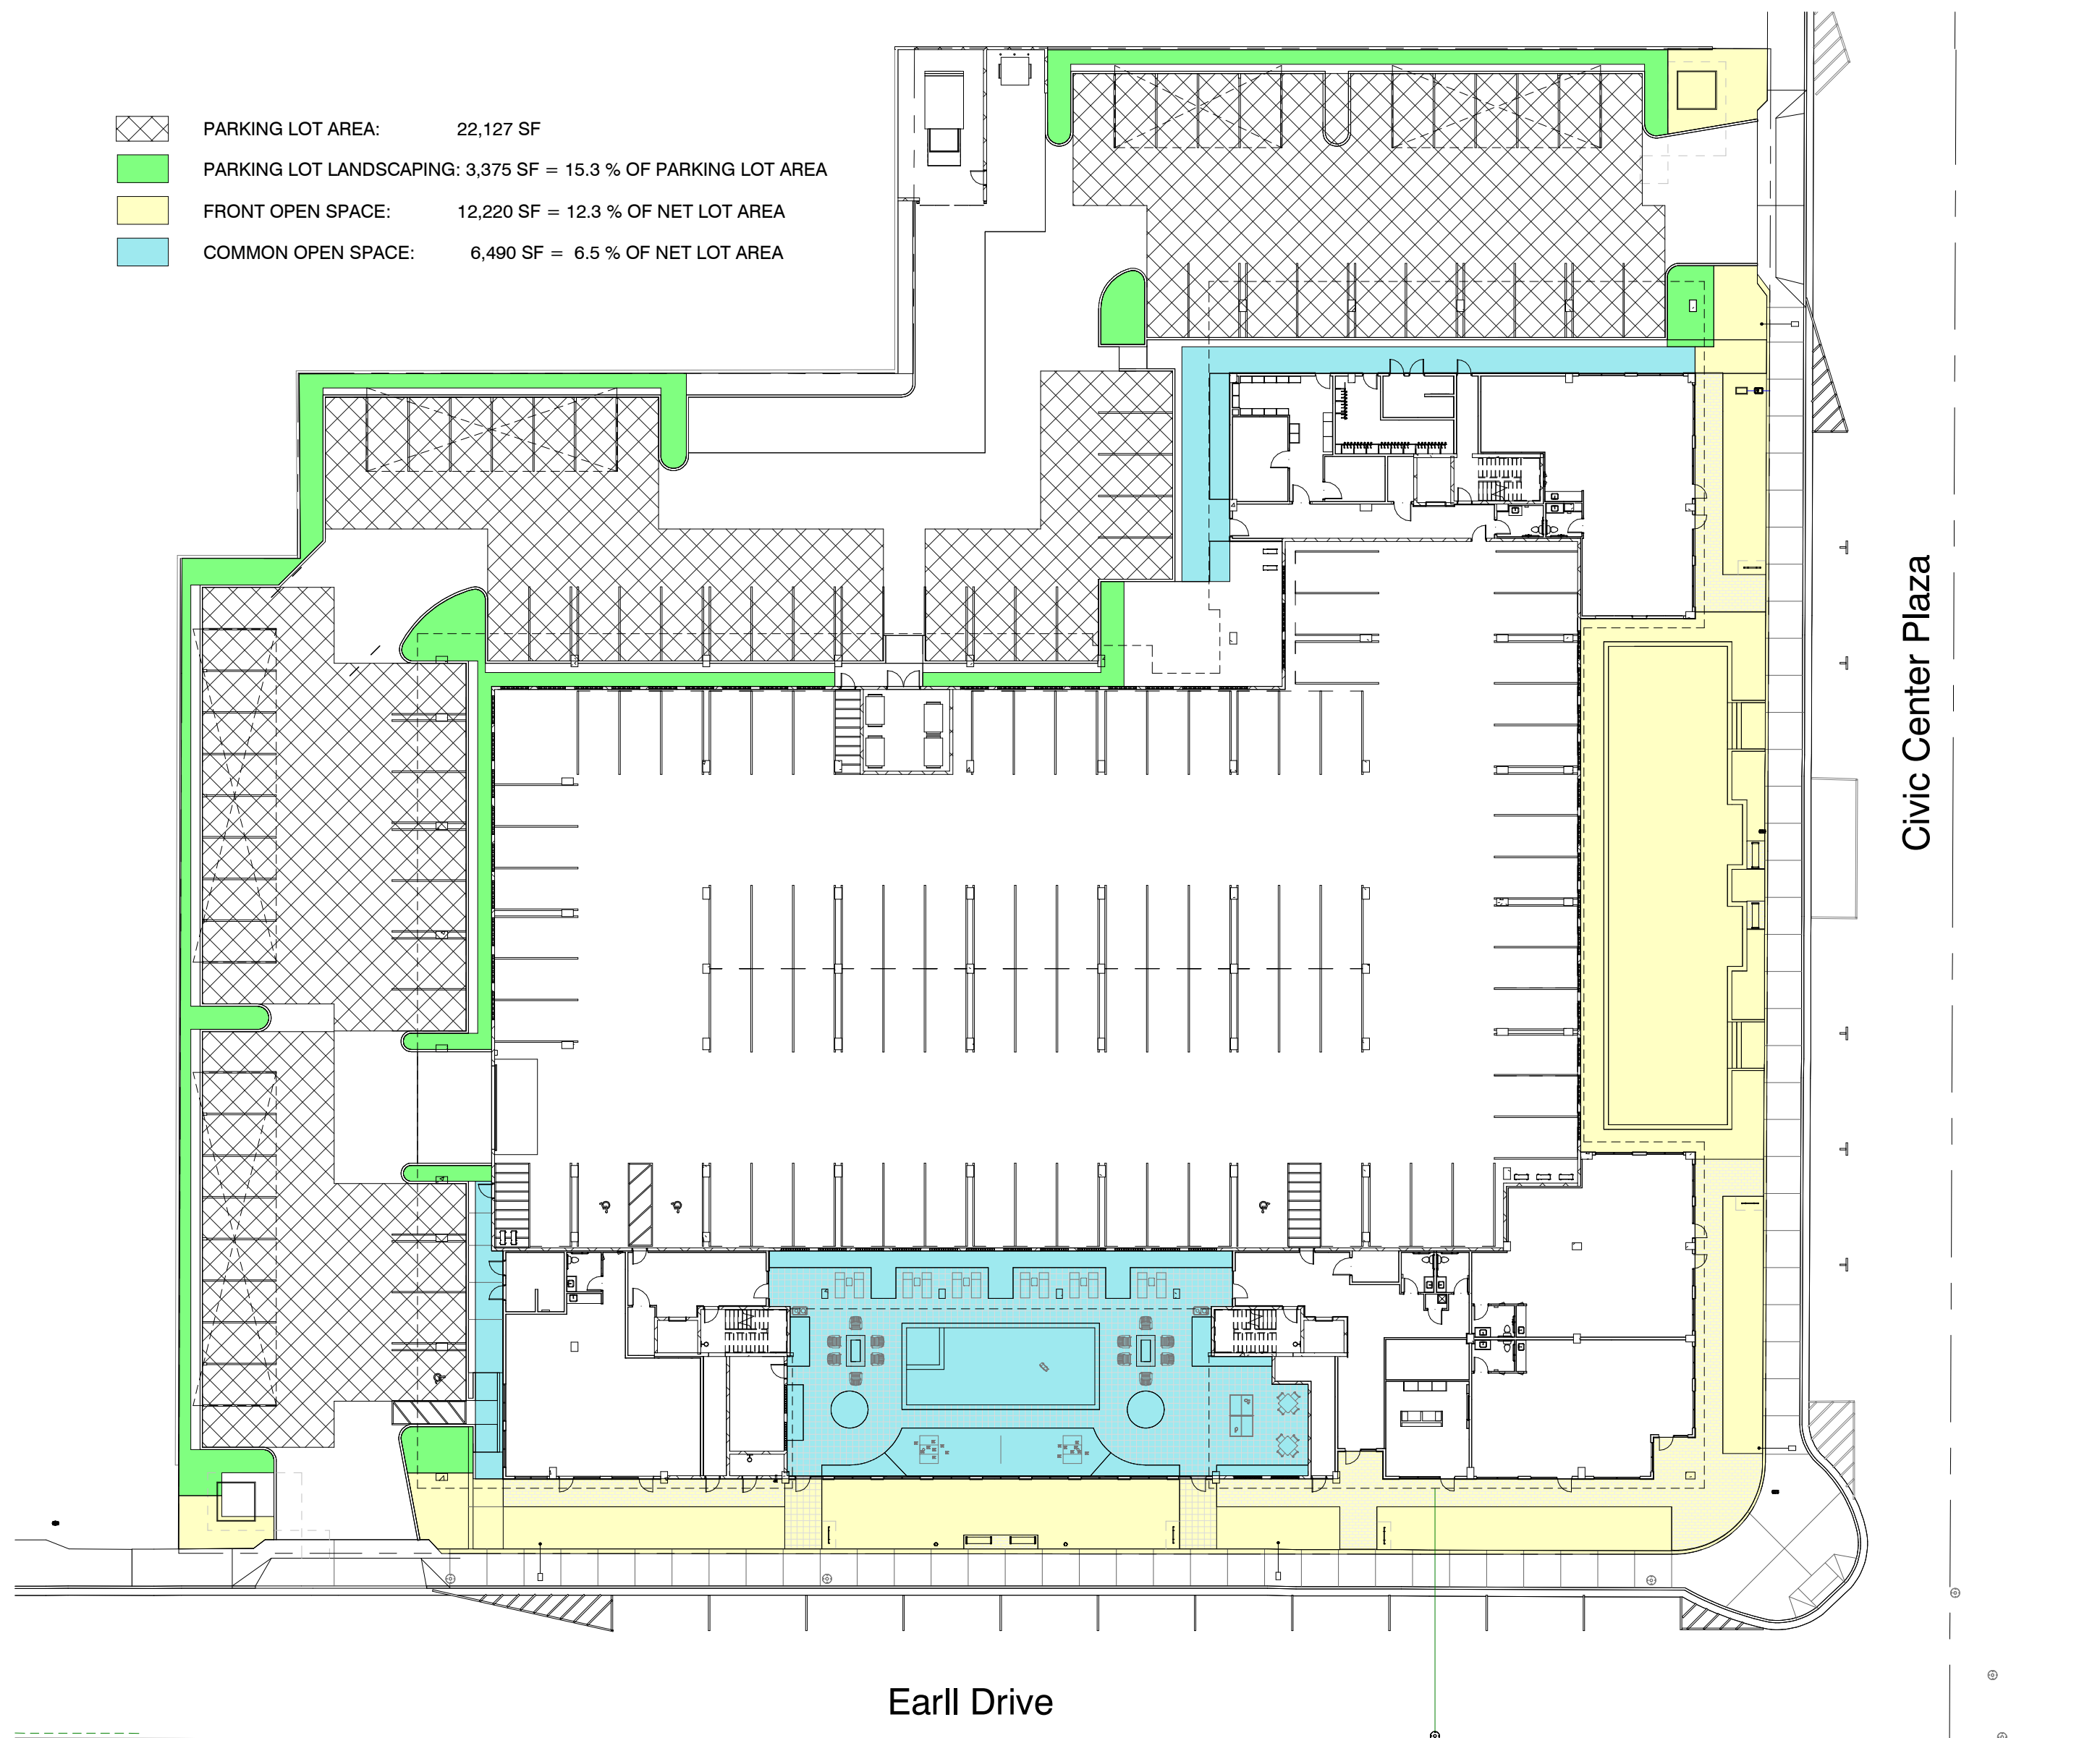 PARKING LOT AREA: 22,127 SF
PARKING LOT LANDSCAPING: 3,375 SF = 15.3 % OF PARKING LOT AREA
FRONT OPEN SPACE: 12,220 SF = 12.3 % OF NET LOT AREA
COMMON OPEN SPACE: 6,490 SF = 6.5 % OF NET LOT AREA
Civic Center Plaza
Earll Drive